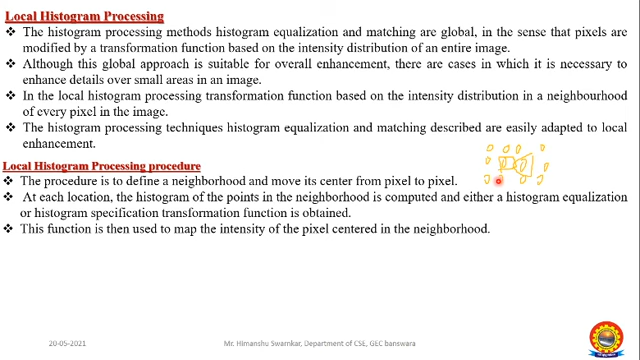 Local Histogram Processing
❖ The histogram processing methods histogram equalization and matching are global, in the sense that pixels are
modified by a transformation function based on the intensity distribution of an entire image.
❖ Although this global approach is suitable for overall enhancement, there are cases in which it is necessary to
enhance details over small areas in an image.
❖ In the local histogram processing transformation function based on the intensity distribution in a neighbourhood
of every pixel in the image.
❖ The histogram processing techniques histogram equalization and matching described are easily adapted to local
enhancement.
Local Histogram Processing procedure
❖ The procedure is to define a neighborhood and move its center from pixel to pixel.
❖ At each location, the histogram of the points in the neighborhood is computed and either a histogram equalization
or histogram specification transformation function is obtained.
❖ This function is then used to map the intensity of the pixel centered in the neighborhood.
20-05-2021
Mr. Himanshu Swarnkar, Department of CSE, GEC banswara